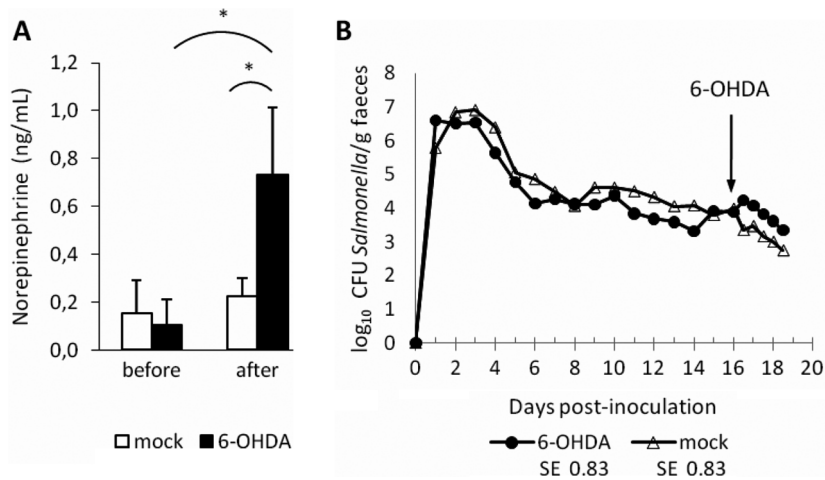 A
*
*
Norepinephrine (ng/mL)
1,2
1,0
0,8
0,6
0,4
0,2
0,0
before after
mock 6-OHDA
B
6-OHDA
log₁₀ CFU Salmonella/g faeces
8
7
6
5
4
3
2
1
0
0 2 4 6 8 10 12 14 16 18 20
Days post-inoculation
6-OHDA mock
SE 0.83 SE 0.83